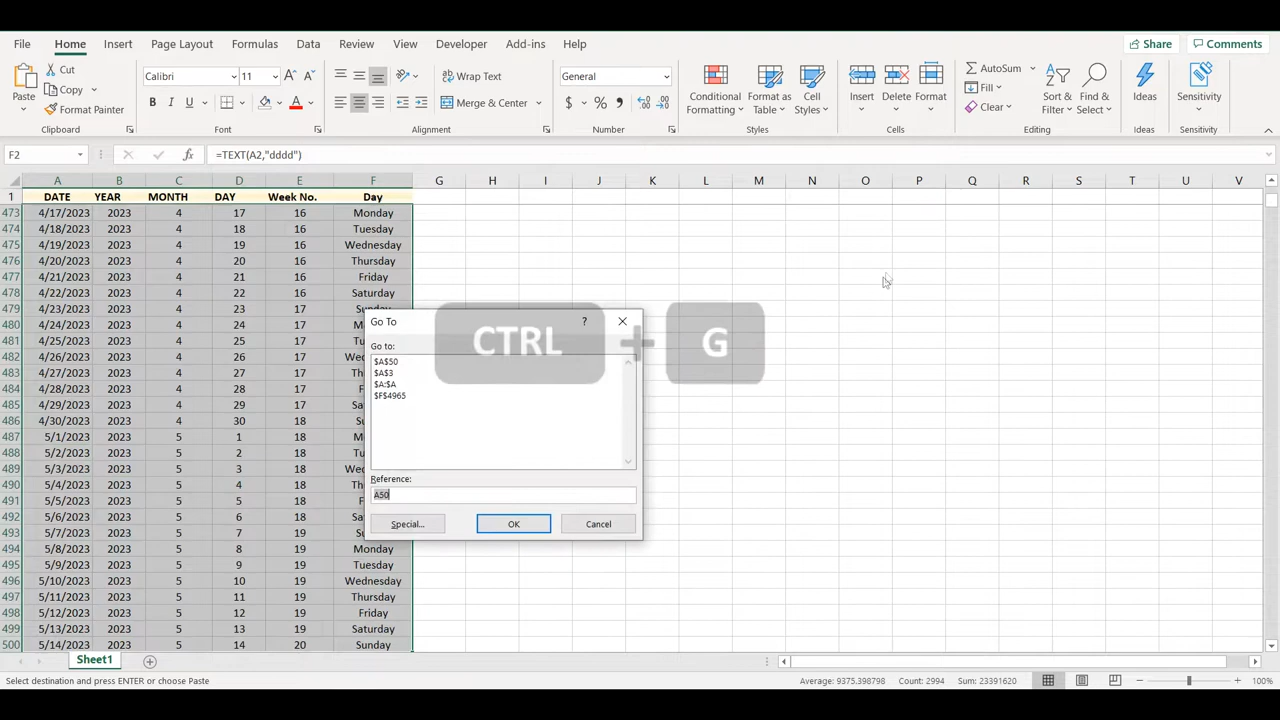 File Home Insert Page Layout Formulas Data Review View Developer Add-ins Help Share Comments
Paste Cut Copy Format Painter Clipboard
Calibri 11 A A B I U A Font
Wrap Text Merge & Center Alignment
General $ % Number
Conditional Formatting Format as Table Cell Styles Styles
Insert Delete Format Cells
AutoSum Fill Clear Sort & Filter Find & Select Editing
Ideas Ideas
Sensitivity Sensitivity
F2 fx =TEXT(A2,"dddd")
A B C D E F G H I J K L M N O P Q R S T U V
1 DATE YEAR MONTH DAY Week No. Day
473 4/17/2023 2023 4 17 16 Monday
474 4/18/2023 2023 4 18 16 Tuesday
475 4/19/2023 2023 4 19 16 Wednesday
476 4/20/2023 2023 4 20 16 Thursday
477 4/21/2023 2023 4 21 16 Friday
478 4/22/2023 2023 4 22 16 Saturday
479 4/23/2023 2023 4 23 17
480 4/24/2023 2023 4 24 17
481 4/25/2023 2023 4 25 17
482 4/26/2023 2023 4 26 17
483 4/27/2023 2023 4 27 17
484 4/28/2023 2023 4 28 17
485 4/29/2023 2023 4 29 17
486 4/30/2023 2023 4 30 18
487 5/1/2023 2023 5 1 18
488 5/2/2023 2023 5 2 18
489 5/3/2023 2023 5 3 18
490 5/4/2023 2023 5 4 18
491 5/5/2023 2023 5 5 18
492 5/6/2023 2023 5 6 18
493 5/7/2023 2023 5 7 19
494 5/8/2023 2023 5 8 19 Monday
495 5/9/2023 2023 5 9 19 Tuesday
496 5/10/2023 2023 5 10 19 Wednesday
497 5/11/2023 2023 5 11 19 Thursday
498 5/12/2023 2023 5 12 19 Friday
499 5/13/2023 2023 5 13 19 Saturday
500 5/14/2023 2023 5 14 20 Sunday
Go To ?
CTRL + G
Go to:
$A$50
$A$3
$A:$A
$F$4965
Reference:
A50
Special... OK Cancel
Sheet1
Select destination and press ENTER or choose Paste Average: 9375.398798 Count: 2994 Sum: 23391620 100%